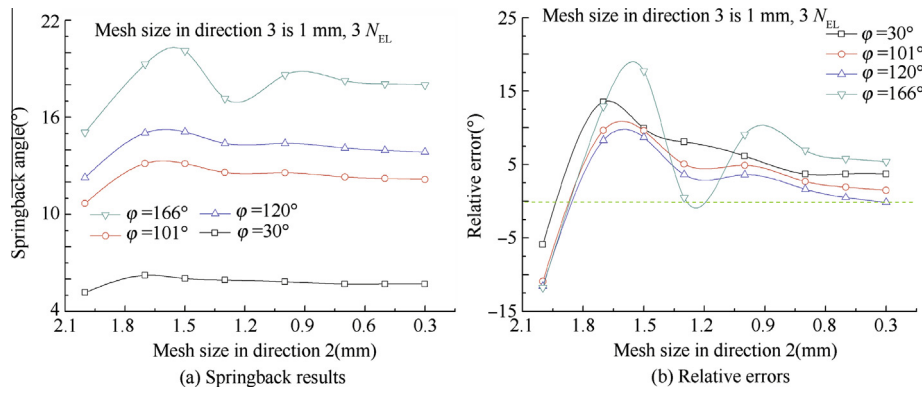 Mesh size in direction 3 is 1 mm, 3 N_EL
Springback angle(°)
22
16
10
4
φ=166° φ=120°
φ=101° φ=30°
2.1 1.8 1.5 1.2 0.9 0.6 0.3
Mesh size in direction 2(mm)
(a) Springback results
Mesh size in direction 3 is 1 mm, 3 N_EL
φ=30°
φ=101°
φ=120°
φ=166°
Relative error(°)
25
15
5
−5
−15
2.1 1.8 1.5 1.2 0.9 0.8 0.3
Mesh size in direction 2(mm)
(b) Relative errors